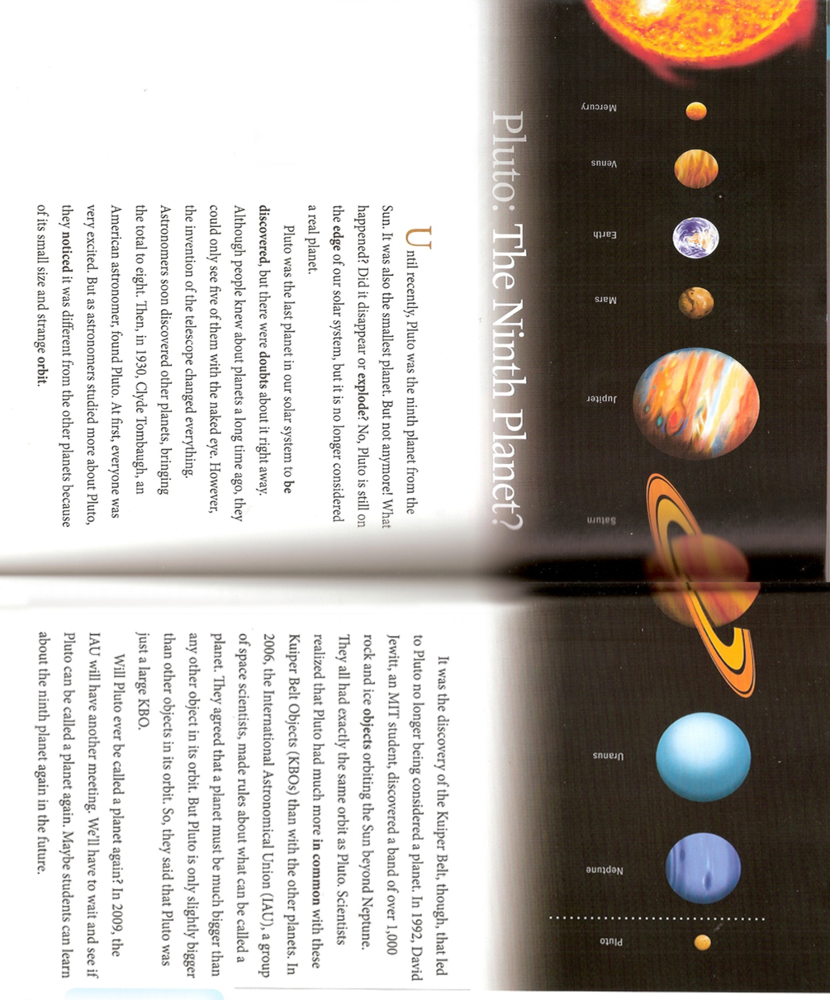 Mercury
Venus
Earth
Mars
Jupiter
Saturn
Uranus
Neptune
Pluto
Pluto: The Ninth Planet?
Until recently, Pluto was the ninth planet from the
Sun. It was also the smallest planet. But not anymore! What
happened? Did it disappear or explode? No, Pluto is still on
the edge of our solar system, but it is no longer considered
a real planet.
Pluto was the last planet in our solar system to be
discovered, but there were doubts about it right away.
Although people knew about planets a long time ago, they
could only see five of them with the naked eye. However,
the invention of the telescope changed everything.
Astronomers soon discovered other planets, bringing
the total to eight. Then, in 1930, Clyde Tombaugh, an
American astronomer, found Pluto. At first, everyone was
very excited. But as astronomers studied more about Pluto,
they noticed it was different from the other planets because
of its small size and strange orbit.
It was the discovery of the Kuiper Belt, though, that led
to Pluto no longer being considered a planet. In 1992, David
Jewitt, an MIT student, discovered a band of over 1,000
rock and ice objects orbiting the Sun beyond Neptune.
They all had exactly the same orbit as Pluto. Scientists
realized that Pluto had much more in common with these
Kuiper Belt Objects (KBOs) than with the other planets. In
2006, the International Astronomical Union (IAU), a group
of space scientists, made rules about what can be called a
planet. They agreed that a planet must be much bigger than
any other object in its orbit. But Pluto is only slightly bigger
than other objects in its orbit. So, they said that Pluto was
just a large KBO.
Will Pluto ever be called a planet again? In 2009, the
IAU will have another meeting. We'll have to wait and see if
Pluto can be called a planet again. Maybe students can learn
about the ninth planet again in the future.